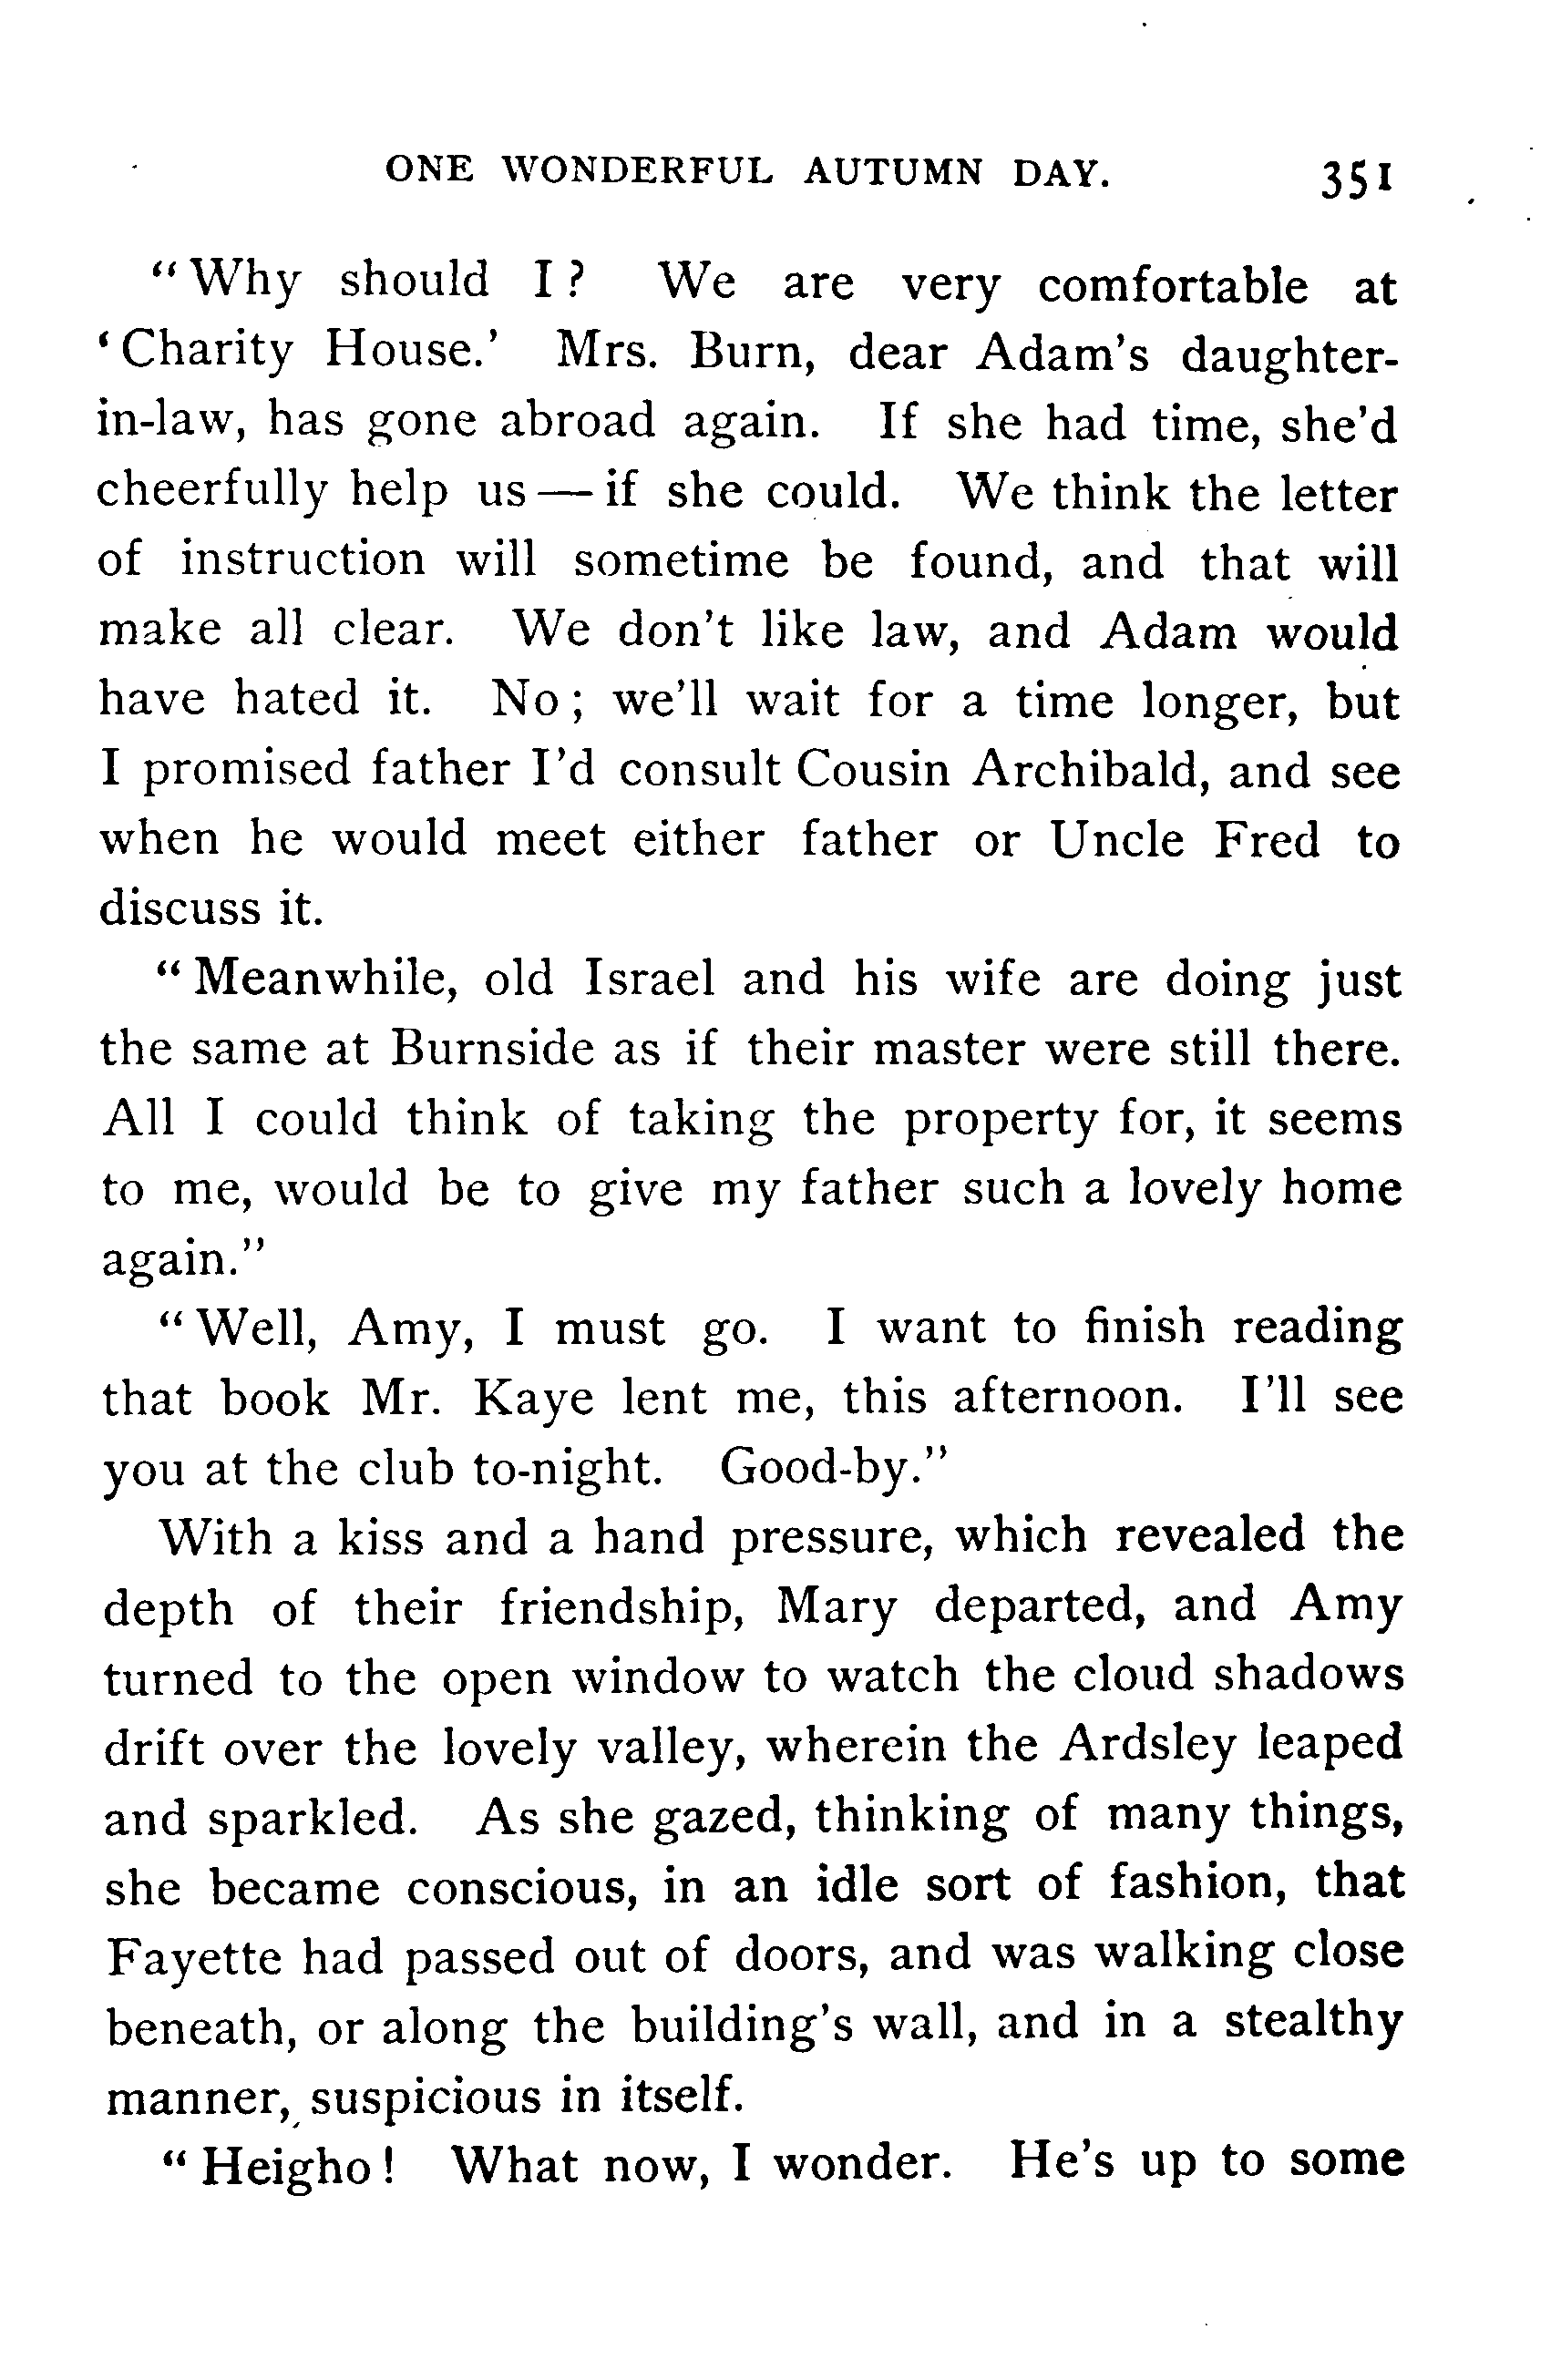 ONE WONDERFUL AUTUMN DAY. 351
“Why should I? We are very comfortable at
‘Charity House.’ Mrs. Burn, dear Adam’s daughter-
in-law, has gone abroad again. If she had time, she’d
cheerfully help us — if she could. We think the letter
of instruction will sometime be found, and that will
make all clear. We don’t like law, and Adam would
have hated it. No; we’ll wait for a time longer, but
I promised father I’d consult Cousin Archibald, and see
when he would meet either father or Uncle Fred to
discuss it.
“Meanwhile, old Israel and his wife are doing just
the same at Burnside as if their master were still there.
All I could think of taking the property for, it seems
to me, would be to give my father such a lovely home
again.”
“Well, Amy, I must go. I want to finish reading
that book Mr. Kaye lent me, this afternoon. I’ll see
you at the club to-night. Good-by.”
With a kiss and a hand pressure, which revealed the
depth of their friendship, Mary departed, and Amy
turned to the open window to watch the cloud shadows
drift over the lovely valley, wherein the Ardsley leaped
and sparkled. As she gazed, thinking of many things,
she became conscious, in an idle sort of fashion, that
Fayette had passed out of doors, and was walking close
beneath, or along the building’s wall, and in a stealthy
manner, suspicious in itself.
“Heigho! What now, I wonder. He’s up to some